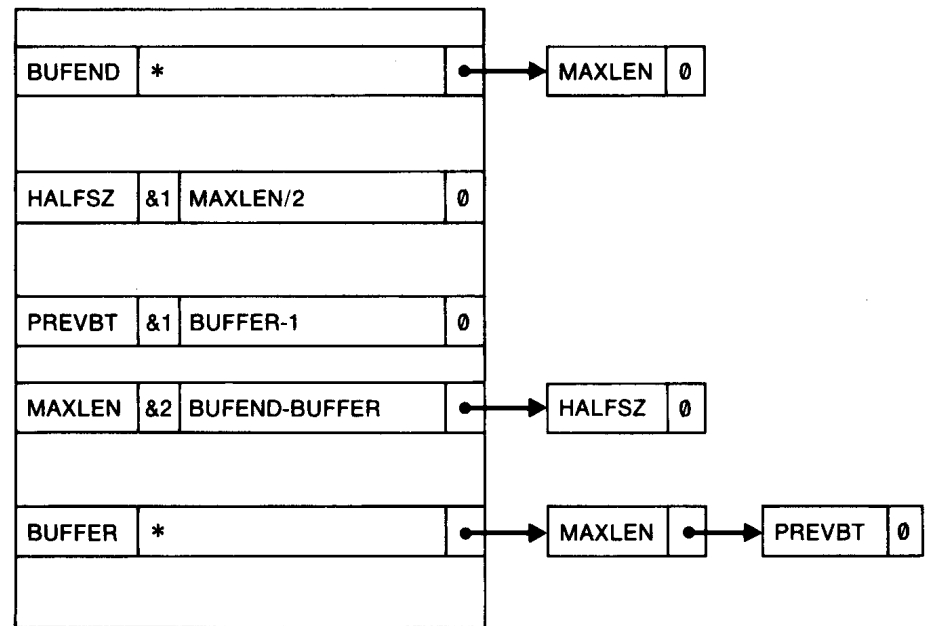 BUFEND * MAXLEN 0
HALFSZ &1 MAXLEN/2 0
PREVBT &1 BUFFER-1 0
MAXLEN &2 BUFEND-BUFFER HALFSZ 0
BUFFER * MAXLEN PREVBT 0